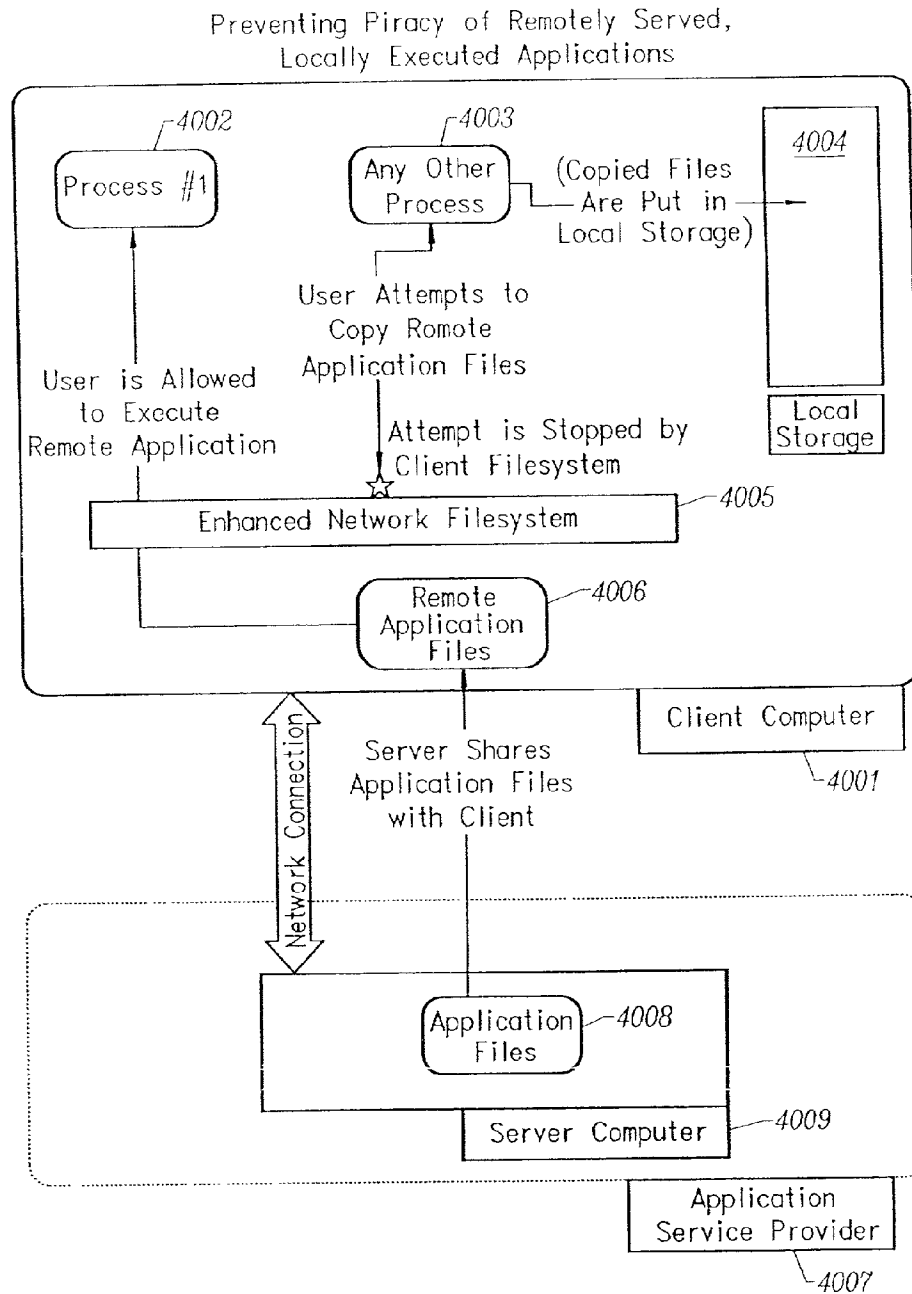 Preventing Piracy of Remotely Served,
Locally Executed Applications
4002
Process #1
4003
Any Other
Process
(Copied Files
Are Put in
Local Storage)
4004
Local
Storage
User Attempts to
Copy Romote
Application Files
User is Allowed
to Execute
Remote Application
Attempt is Stopped by
Client Filesystem
4005
Enhanced Network Filesystem
Remote
Application
Files
4006
Client Computer
4001
Network Connection
Server Shares
Application Files
with Client
Application
Files
4008
Server Computer
4009
Application
Service Provider
4007